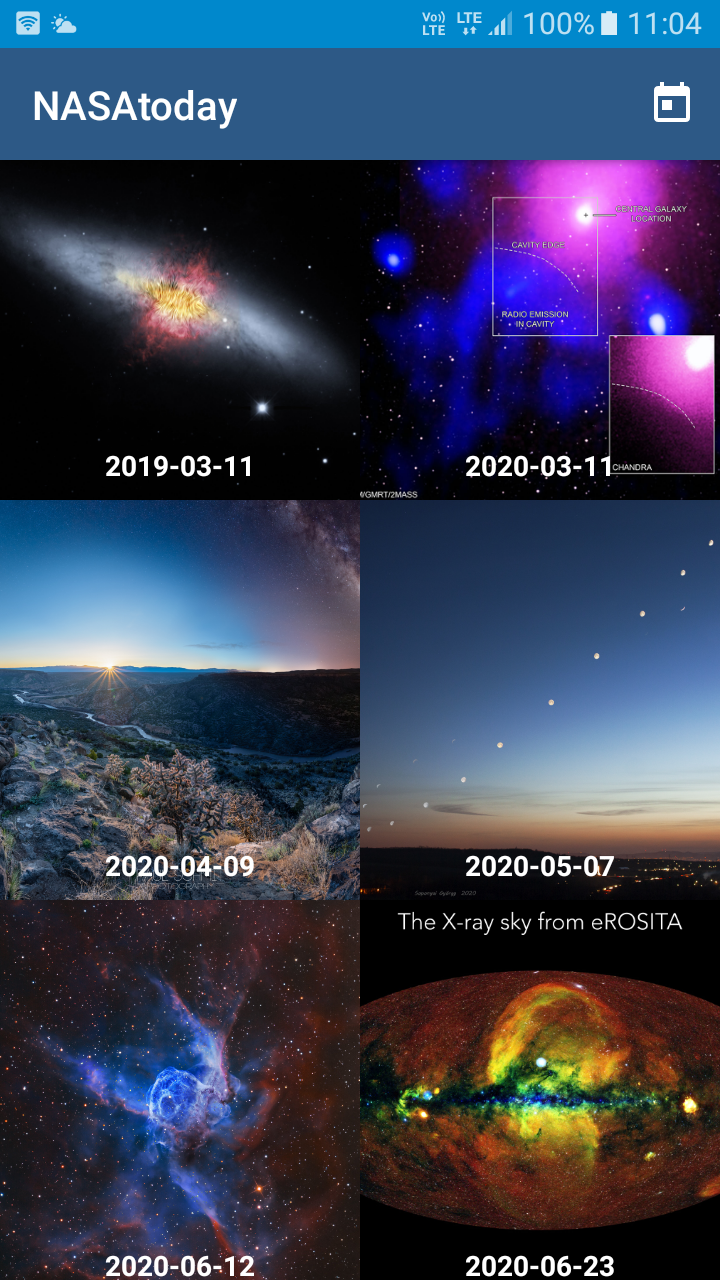 Vo))
LTE
LTE
100%
11:04
NASAtoday
CENTRAL GALAXY
LOCATION
CAVITY EDGE
RADIO EMISSION
IN CAVITY
CHANDRA
2019-03-11
2020-03-11
/GMRT/2MASS
2020-04-09
2020-05-07
2020
The X-ray sky from eROSITA
2020-06-12
2020-06-23